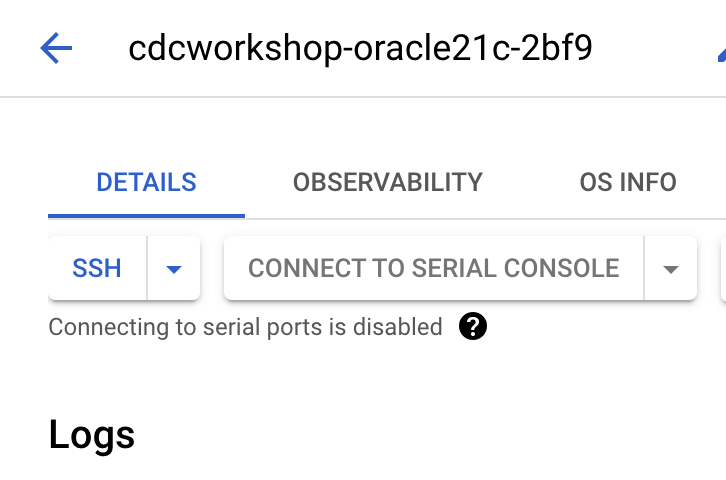 cdcworkshop-oracle21c-2bf9
DETAILS OBSERVABILITY OS INFO
SSH CONNECT TO SERIAL CONSOLE
Connecting to serial ports is disabled ?
Logs